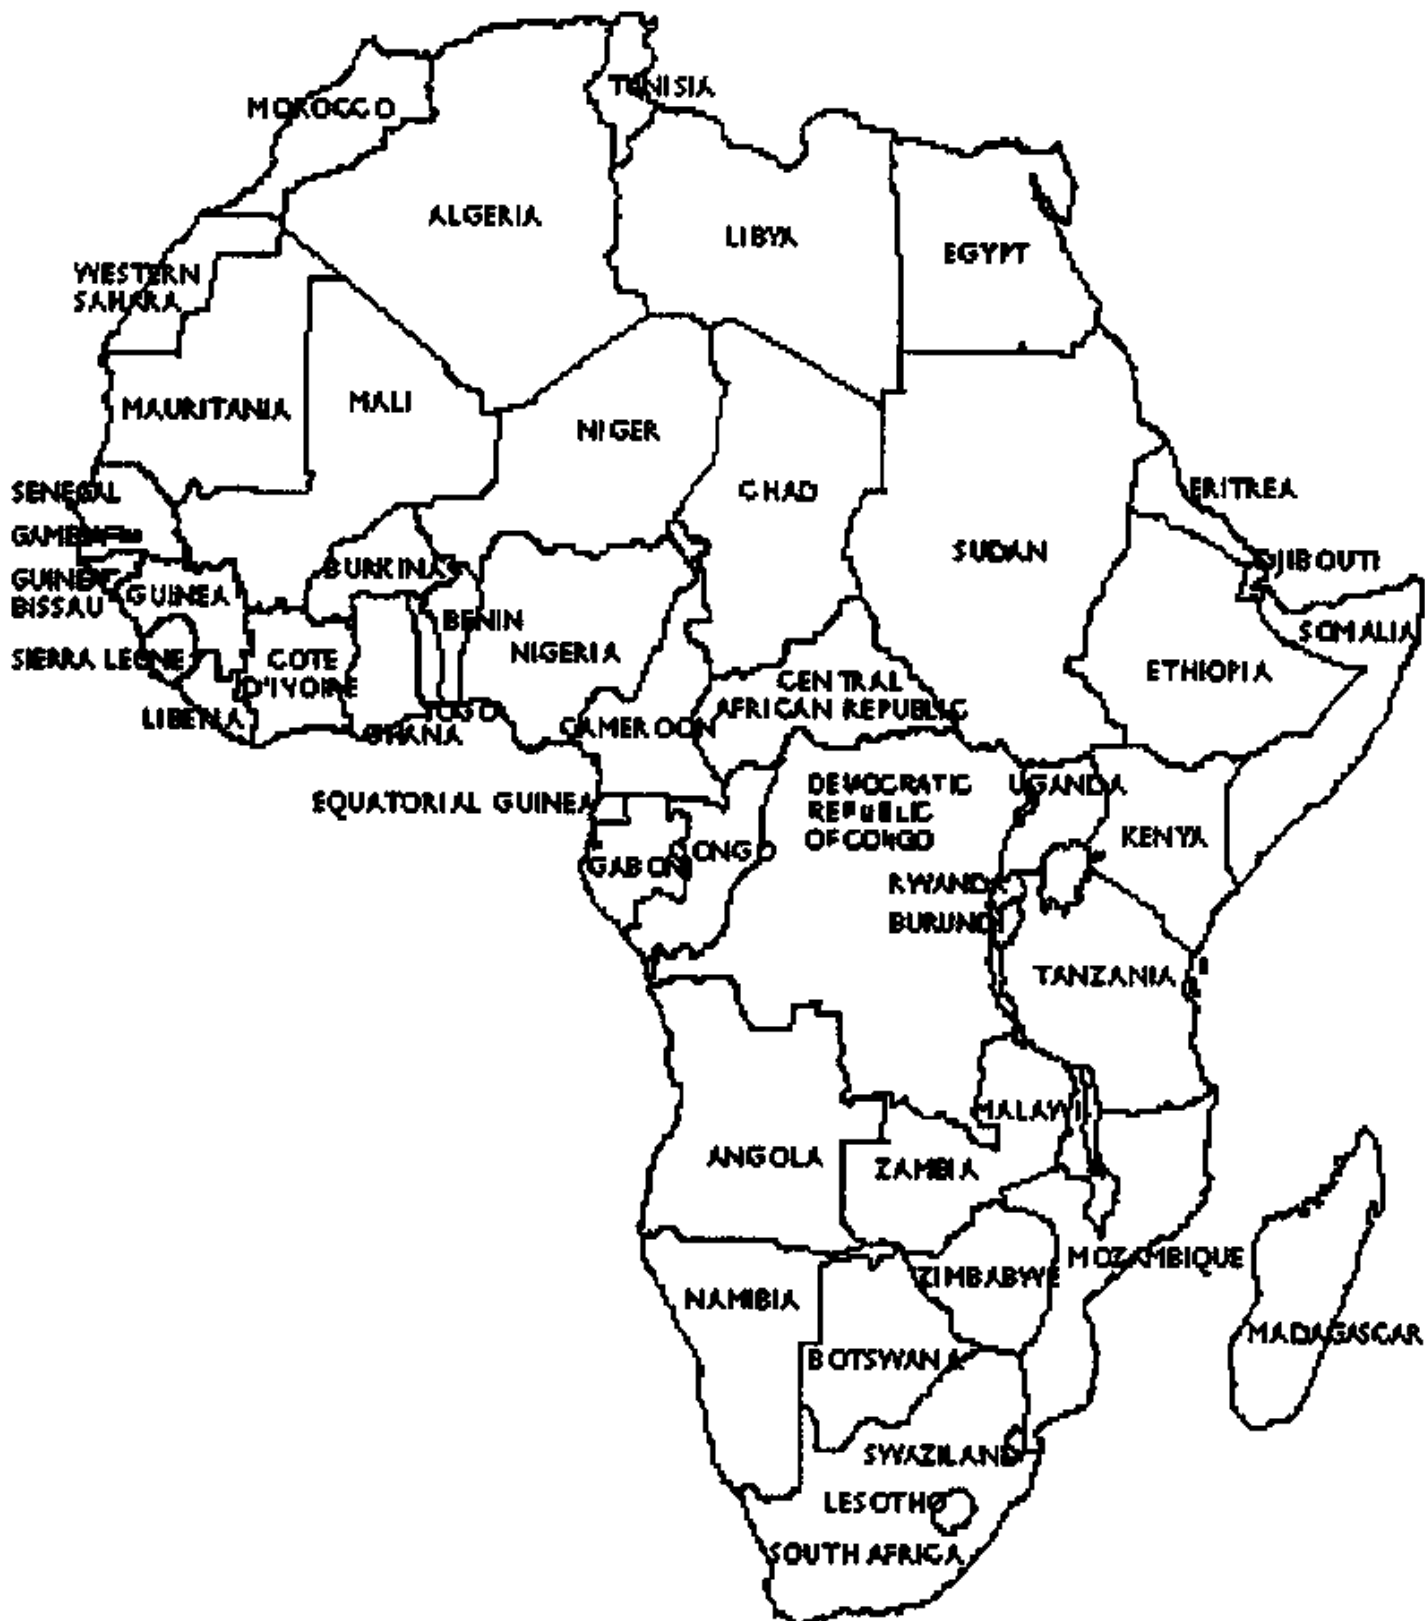 TUNISIA
MOROCCO
ALGERIA
LIBYA
EGYPT
WESTERN
SAHARA
MAURITANIA
MALI
NIGER
CHAD
SENEGAL
ERITREA
GAMBIA
SUDAN
DJIBOUTI
BURKINA
GUINEA
BISSAU
GUINEA
BENIN
SOMALIA
NIGERIA
SIERRA LEONE
COTE
D'IVOIRE
ETHIOPIA
CENTRAL
AFRICAN REPUBLIC
LIBERIA
TOGO
GHANA
CAMEROON
DEMOCRATIC
REPUBLIC
OF CONGO
UGANDA
EQUATORIAL GUINEA
KENYA
CONGO
GABON
RWANDA
BURUNDI
TANZANIA
MALAWI
ANGOLA
ZAMBIA
MOZAMBIQUE
ZIMBABWE
NAMIBIA
MADAGASCAR
BOTSWANA
SWAZILAND
LESOTHO
SOUTH AFRICA